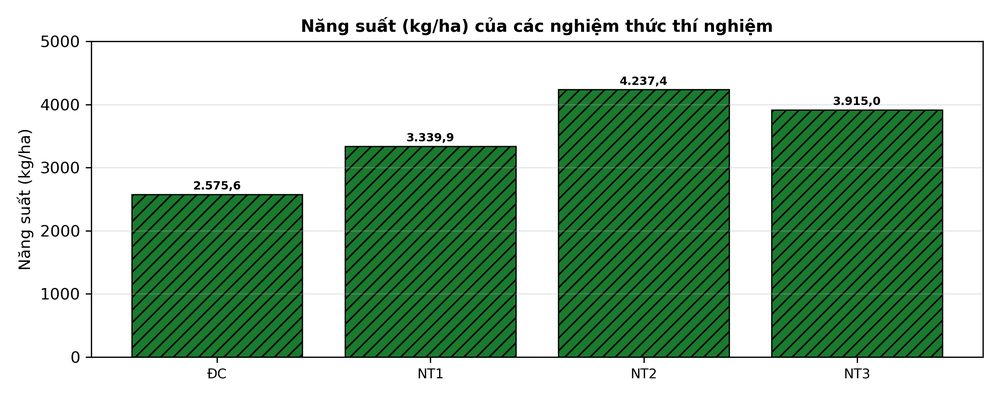 Năng suất (kg/ha) của các nghiệm thức thí nghiệm
Năng suất (kg/ha)
5000
4000
3000
2000
1000
0
2.575,6
3.339,9
4.237,4
3.915,0
ĐC
NT1
NT2
NT3